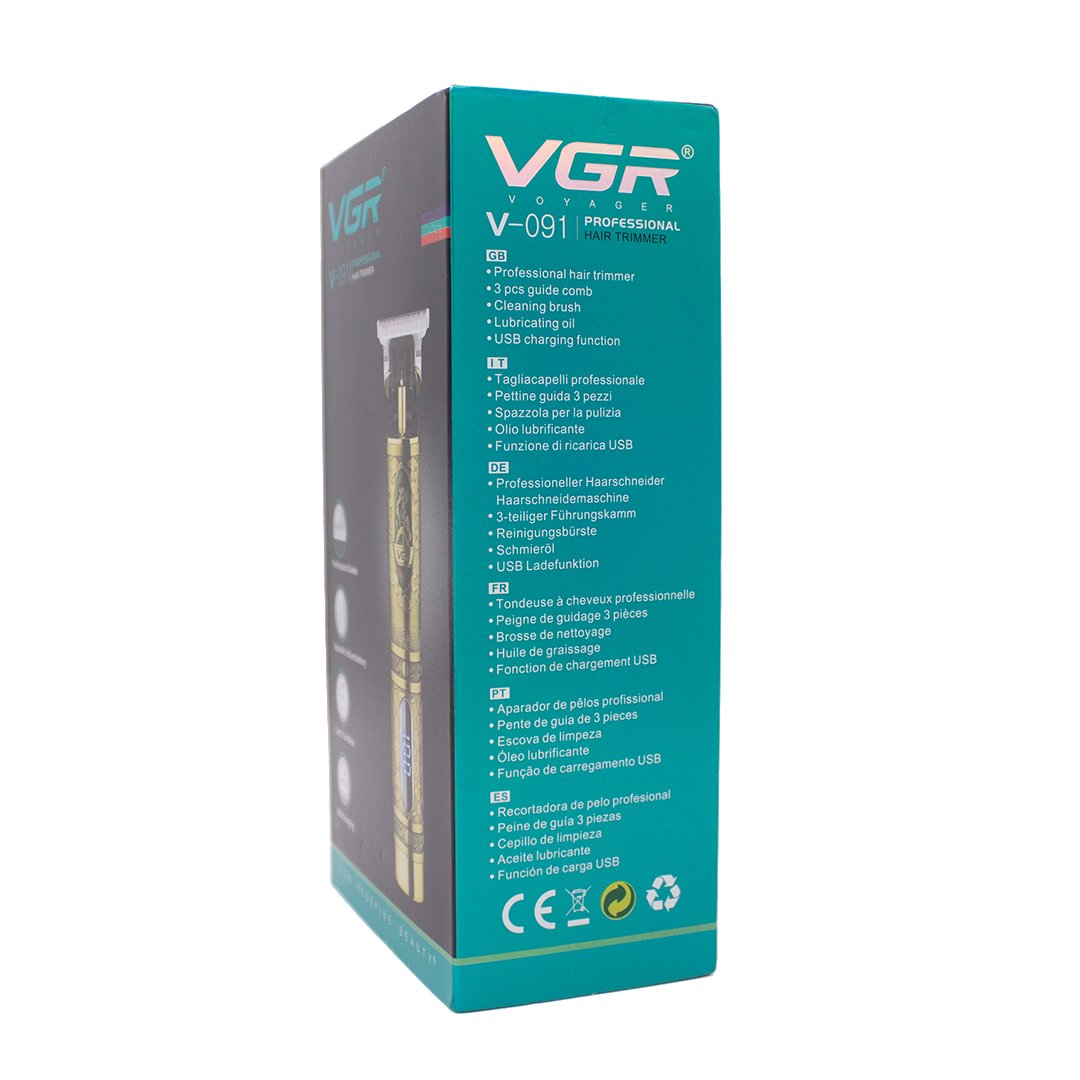 VGR®
VOYAGER
V-091 PROFESSIONAL
HAIR TRIMMER
VGR®
VOYAGER
V-091 PROFESSIONAL
HAIR TRIMMER
GB
• Professional hair trimmer
• 3 pcs guide comb
• Cleaning brush
• Lubricating oil
• USB charging function
IT
• Tagliacapelli professionale
• Pettine guida 3 pezzi
• Spazzola per la pulizia
• Olio lubrificante
• Funzione di ricarica USB
DE
• Professioneller Haarschneider
Haarschneidemaschine
• 3-teiliger Führungskamm
• Reinigungsbürste
• Schmieröl
• USB Ladefunktion
FR
• Tondeuse à cheveux professionnelle
• Peigne de guidage 3 pièces
• Brosse de nettoyage
• Huile de graissage
• Fonction de chargement USB
PT
• Aparador de pêlos profissional
• Pente de guia de 3 pieces
• Escova de limpeza
• Óleo lubrificante
• Função de carregamento USB
ES
• Recortadora de pelo profesional
• Peine de guía 3 piezas
• Cepillo de limpieza
• Aceite lubricante
• Función de carga USB
CE
VGR
100
REDEFINE BEAUTY®